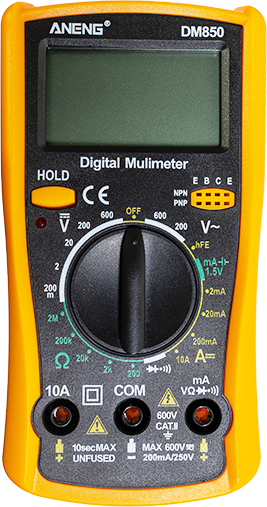 ANENG®
DM850
Digital Mulimeter
HOLD
CE
E B C E
NPN
PNP
V
OFF
600
600
200
200
V~
20
hFE
2
mA
1.5V
200m
2mA
2M
20mA
200k
200mA
20k
10A
2k
200
Ω
A
10A
COM
mA
VΩ
600V
CAT.II
10secMAX
UNFUSED
MAX 600V
200mA/250V